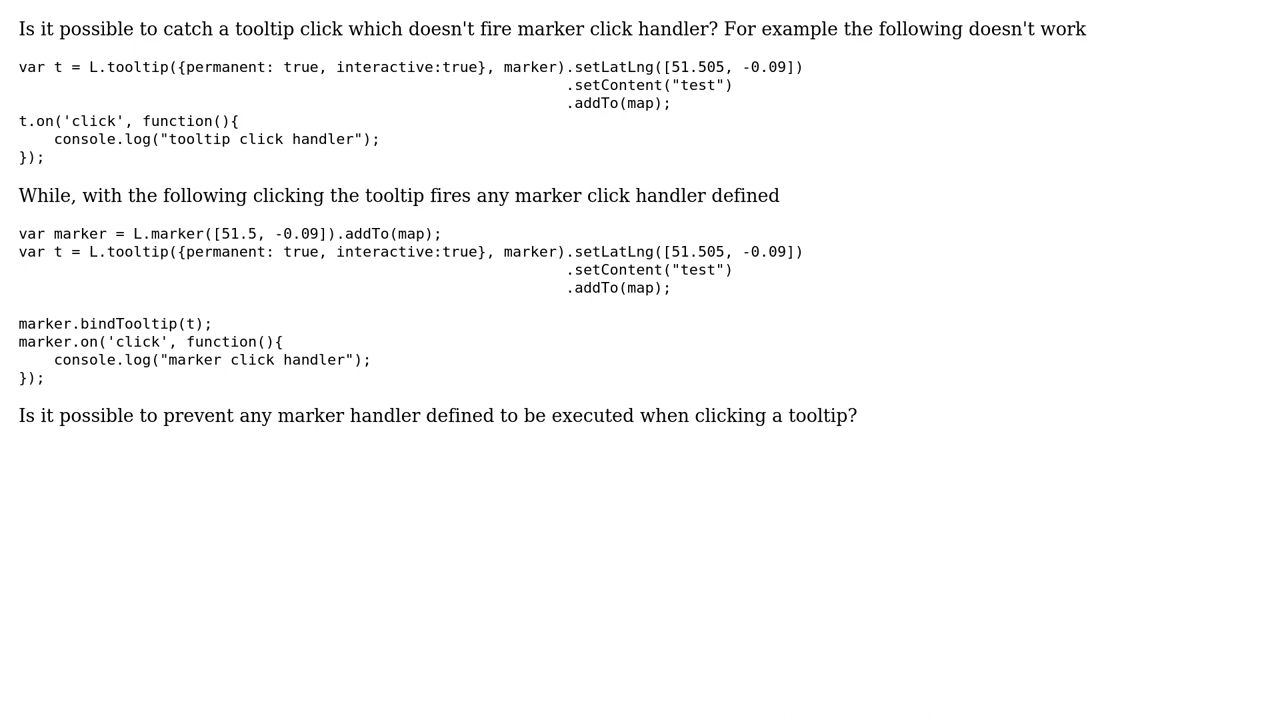 Is it possible to catch a tooltip click which doesn't fire marker click handler? For example the following doesn't work
var t = L.tooltip({permanent: true, interactive:true}, marker).setLatLng([51.505, -0.09])
                                                              .setContent("test")
                                                              .addTo(map);
t.on('click', function(){
    console.log("tooltip click handler");
});
While, with the following clicking the tooltip fires any marker click handler defined
var marker = L.marker([51.5, -0.09]).addTo(map);
var t = L.tooltip({permanent: true, interactive:true}, marker).setLatLng([51.505, -0.09])
                                                              .setContent("test")
                                                              .addTo(map);
marker.bindTooltip(t);
marker.on('click', function(){
    console.log("marker click handler");
});
Is it possible to prevent any marker handler defined to be executed when clicking a tooltip?